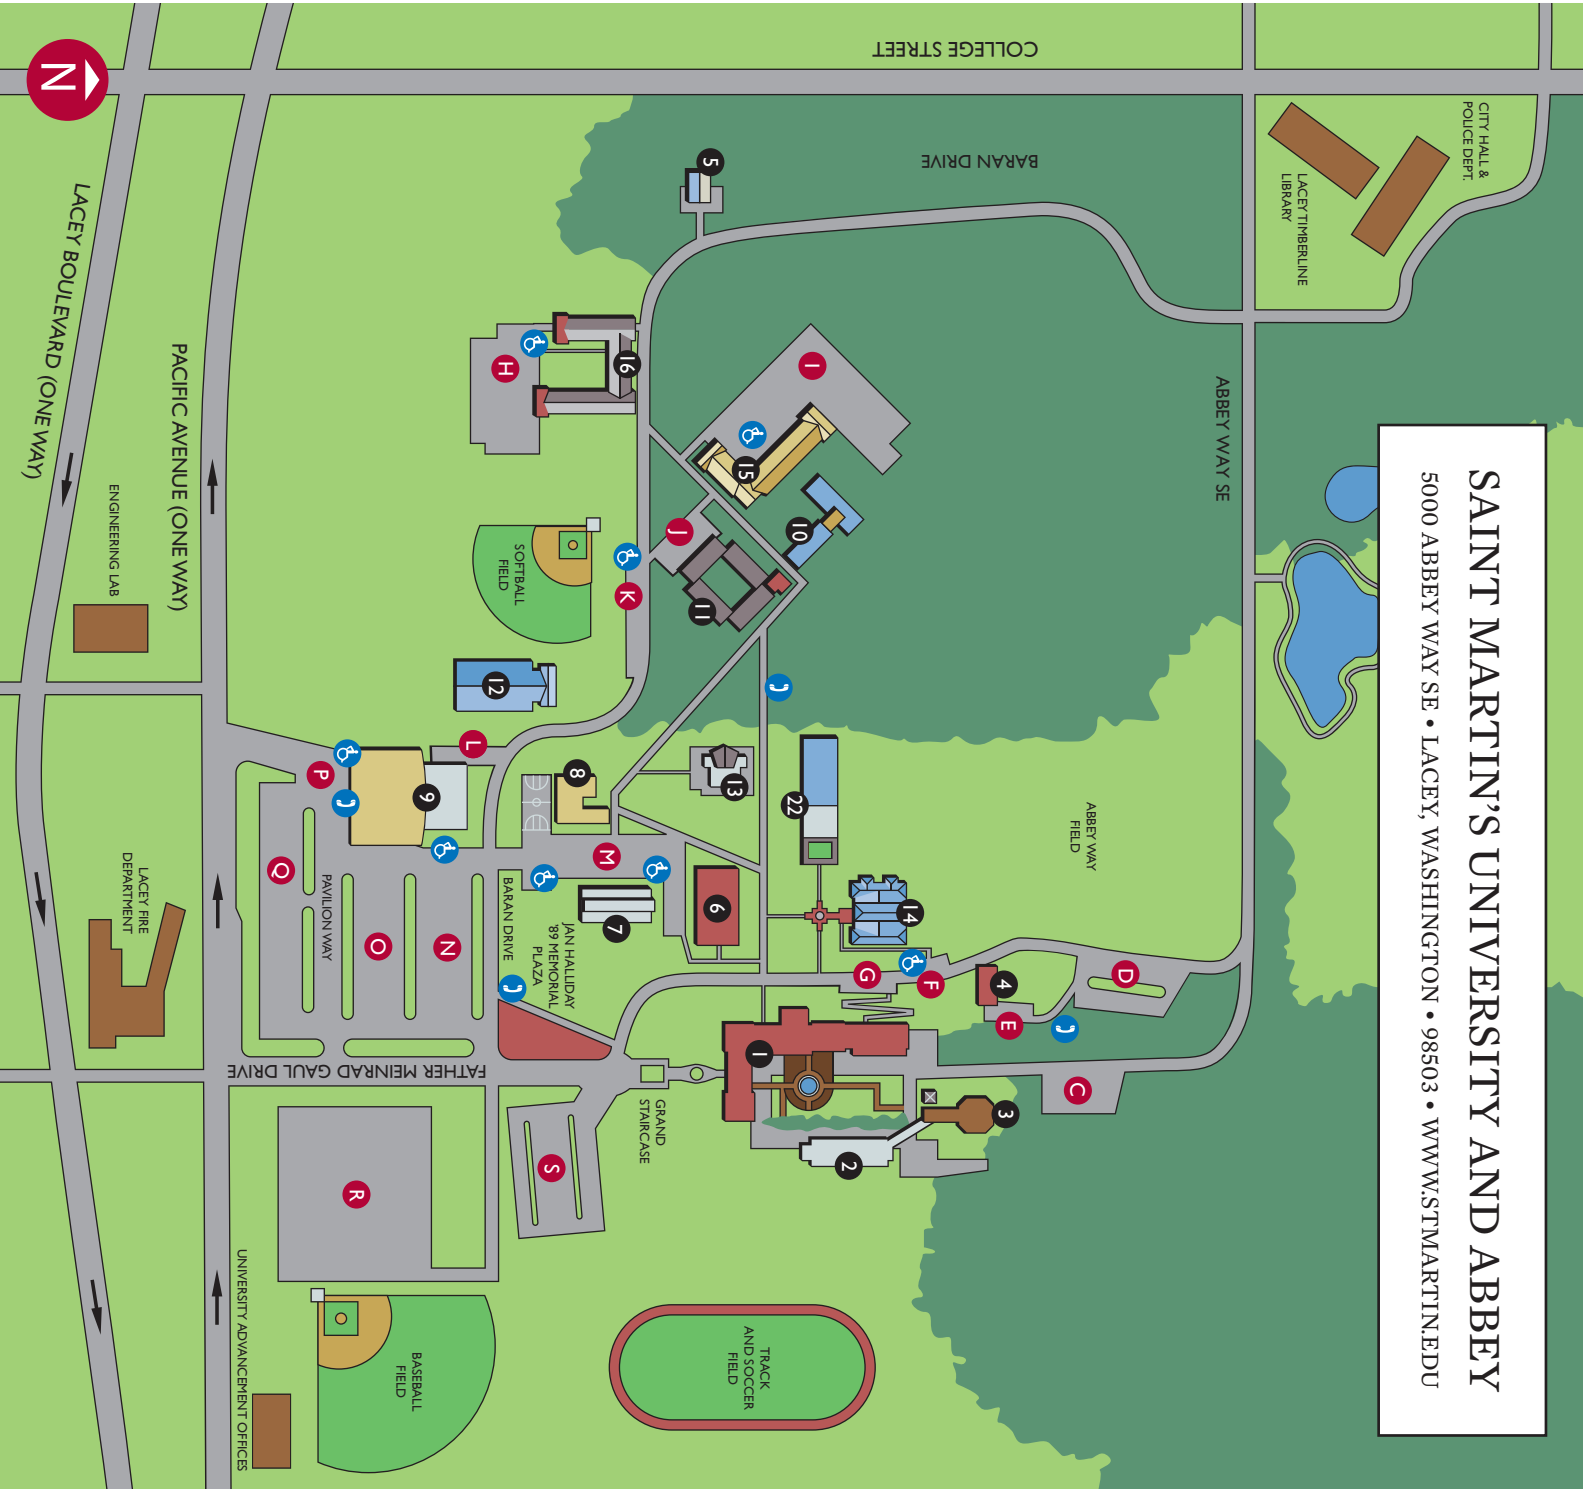 SAINT MARTIN'S UNIVERSITY AND ABBEY
5000 ABBEY WAY SE • LACEY, WASHINGTON • 98503 • WWW.STMARTIN.EDU
CITY HALL &
POLICE DEPT.
LACEY TIMBERLINE
LIBRARY
ABBEY WAY SE
ABBEY WAY
FIELD
COLLEGE STREET
BARAN DRIVE
5
I
15
10
J
11
16
H
K
SOFTBALL
FIELD
12
L
13
22
14
G
F
D
4
E
C
3
2
1
8
M
6
7
9
P
Q
O
N
PAVILION WAY
BARAN DRIVE
JAN HALLIDAY
'89 MEMORIAL
PLAZA
GRAND
STAIRCASE
FATHER MEINRAD GAUL DRIVE
S
R
TRACK
AND SOCCER
FIELD
BASEBALL
FIELD
UNIVERSITY ADVANCEMENT OFFICES
PACIFIC AVENUE (ONE WAY)
ENGINEERING LAB
LACEY FIRE
DEPARTMENT
LACEY BOULEVARD (ONE WAY)
N